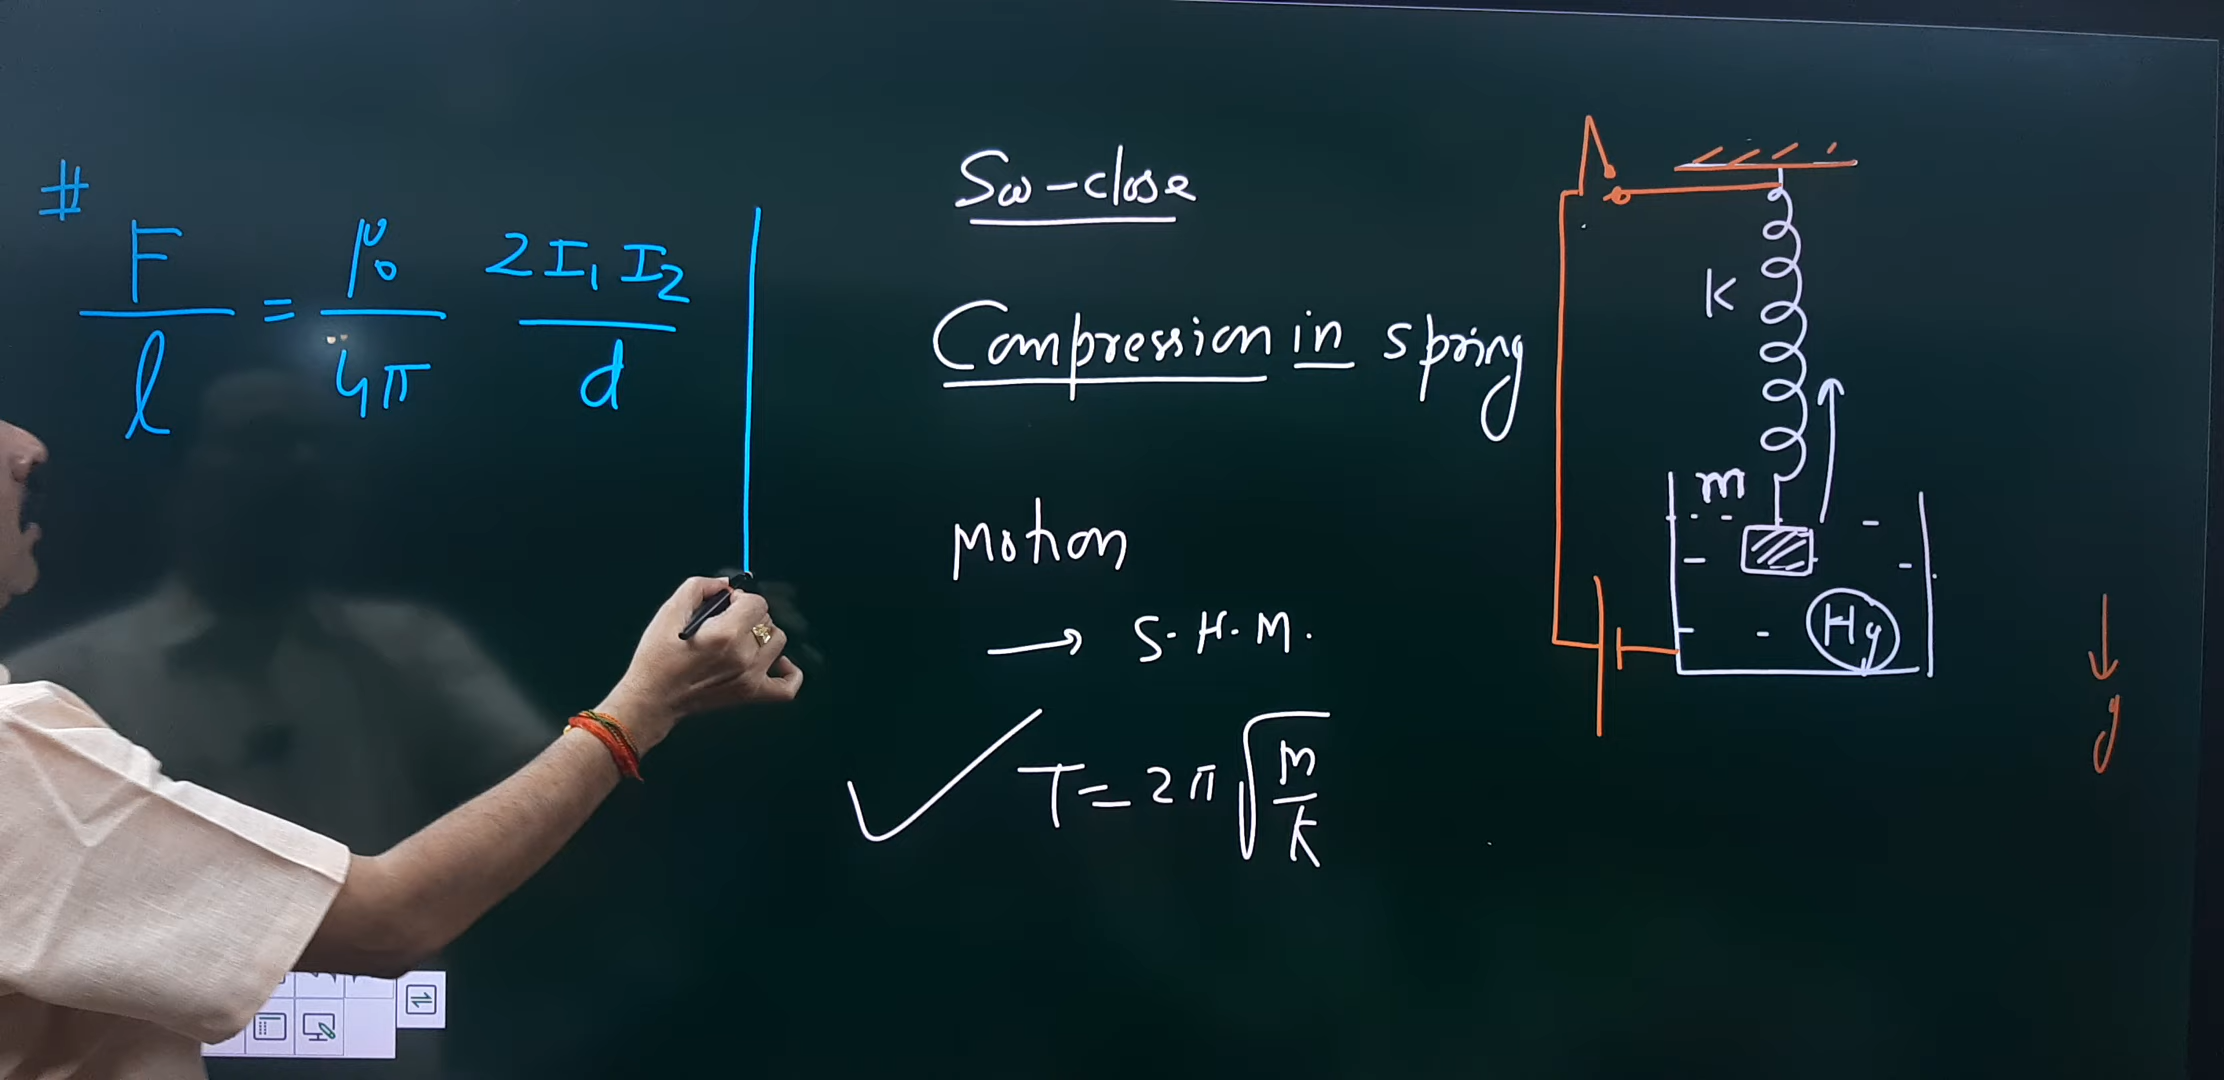 #
F/l = μ₀/4π 2I₁I₂/d
Sw-close
Compression in spring
Motion
→ S.H.M.
✓ T = 2π√(m/k)
K
m
Hg
g